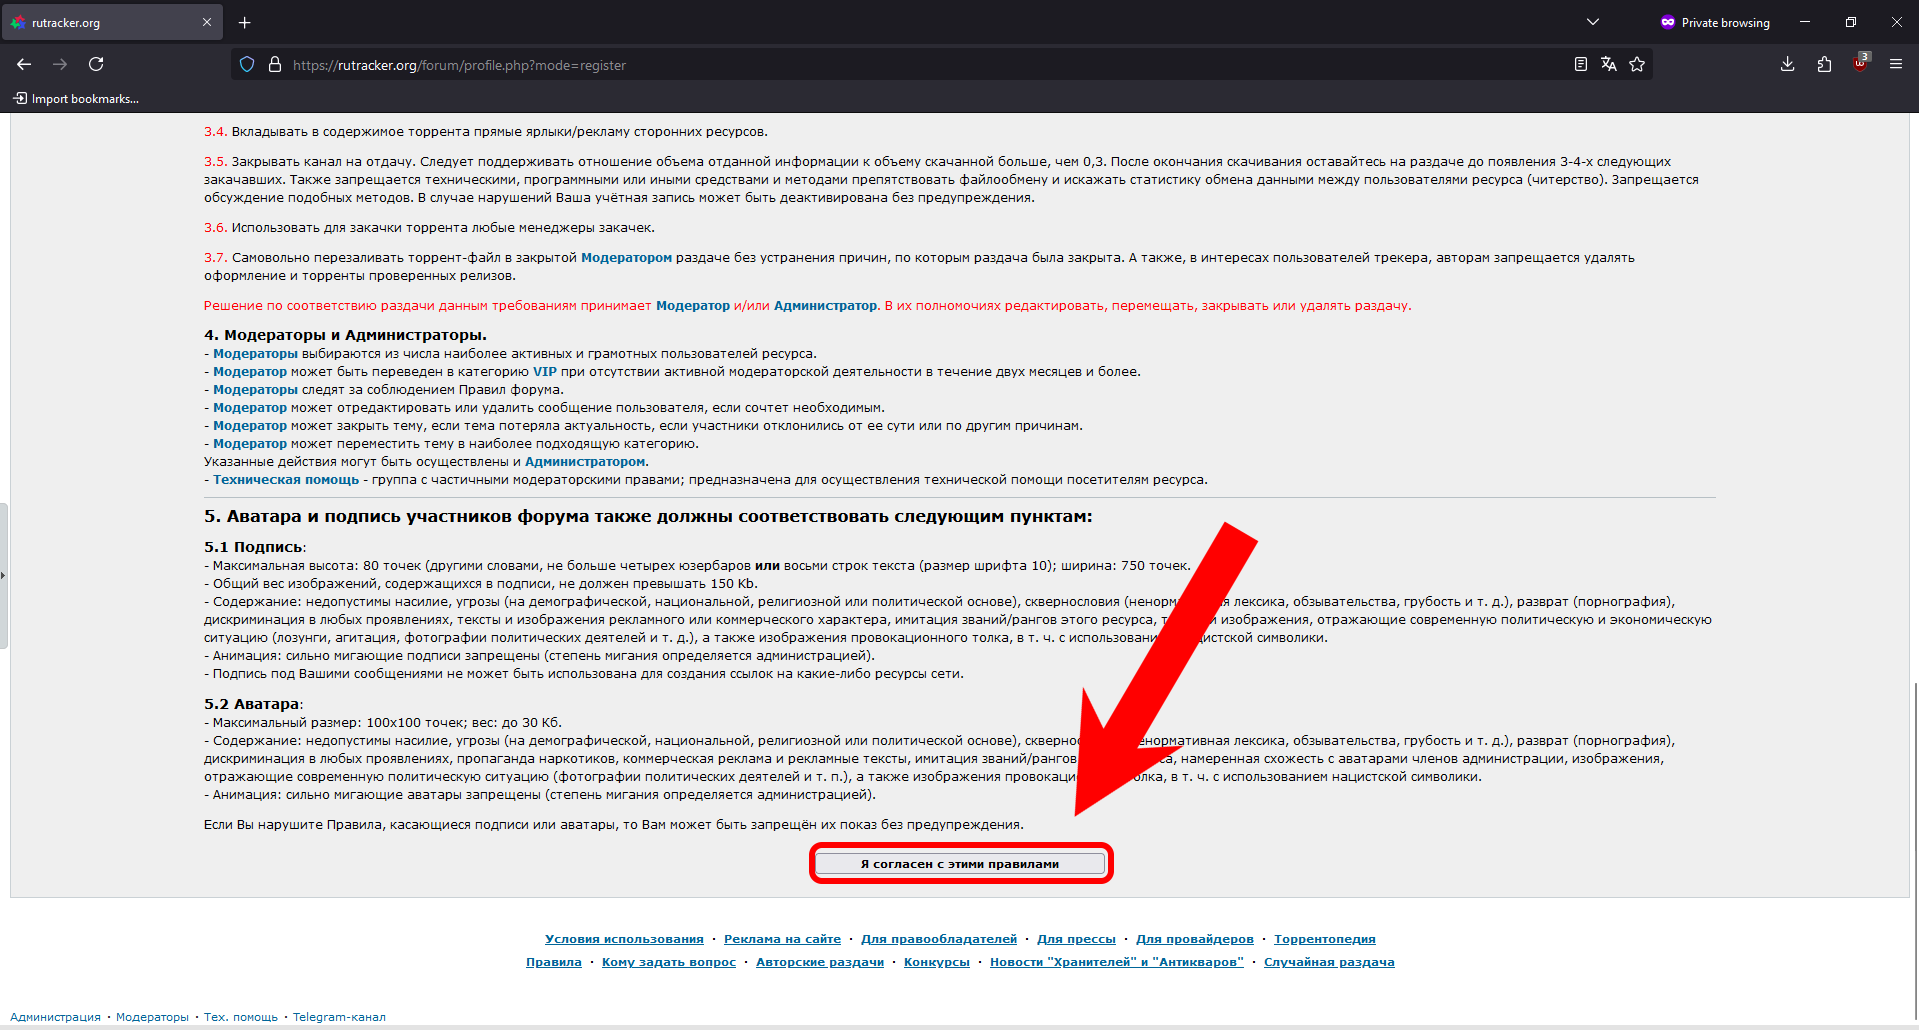 rutracker.org
Private browsing
https://rutracker.org/forum/profile.php?mode=register
3
Import bookmarks...
3.4. Вкладывать в содержимое торрента прямые ярлыки/рекламу сторонних ресурсов.
3.5. Закрывать канал на отдачу. Следует поддерживать отношение объема отданной информации к объему скачанной больше, чем 0,3. После окончания скачивания оставайтесь на раздаче до появления 3-4-х следующих
закачавших. Также запрещается техническими, программными или иными средствами и методами препятствовать файлообмену и искажать статистику обмена данными между пользователями ресурса (читерство). Запрещается
обсуждение подобных методов. В случае нарушений Ваша учётная запись может быть деактивирована без предупреждения.
3.6. Использовать для закачки торрента любые менеджеры закачек.
3.7. Самовольно перезаливать торрент-файл в закрытой Модератором раздаче без устранения причин, по которым раздача была закрыта. А также, в интересах пользователей трекера, авторам запрещается удалять
оформление и торренты проверенных релизов.
Решение по соответствию раздачи данным требованиям принимает Модератор и/или Администратор. В их полномочиях редактировать, перемещать, закрывать или удалять раздачу.
4. Модераторы и Администраторы.
- Модераторы выбираются из числа наиболее активных и грамотных пользователей ресурса.
- Модератор может быть переведен в категорию VIP при отсутствии активной модераторской деятельности в течение двух месяцев и более.
- Модераторы следят за соблюдением Правил форума.
- Модератор может отредактировать или удалить сообщение пользователя, если сочтет необходимым.
- Модератор может закрыть тему, если тема потеряла актуальность, если участники отклонились от ее сути или по другим причинам.
- Модератор может переместить тему в наиболее подходящую категорию.
Указанные действия могут быть осуществлены и Администратором.
- Техническая помощь - группа с частичными модераторскими правами; предназначена для осуществления технической помощи посетителям ресурса.
5. Аватара и подпись участников форума также должны соответствовать следующим пунктам:
5.1 Подпись:
- Максимальная высота: 80 точек (другими словами, не больше четырех юзербаров или восьми строк текста (размер шрифта 10); ширина: 750 точек.
- Общий вес изображений, содержащихся в подписи, не должен превышать 150 Kb.
- Содержание: недопустимы насилие, угрозы (на демографической, национальной, религиозной или политической основе), сквернословия лексика, обзывательства, грубость и т. д.), разврат (порнография),
дискриминация в любых проявлениях, тексты и изображения рекламного или коммерческого характера, имитация званий/рангов этого ресурса, изображения, отражающие современную политическую и экономическую
ситуацию (лозунги, агитация, фотографии политических деятелей и т. д.), а также изображения провокационного толка, в т. ч. с символики.
- Анимация: сильно мигающие подписи запрещены (степень мигания определяется администрацией).
- Подпись под Вашими сообщениями не может быть использована для создания ссылок на какие-либо ресурсы сети.
5.2 Аватара:
- Максимальный размер: 100x100 точек; вес: до 30 Кб.
- Содержание: недопустимы насилие, угрозы (на демографической, национальной, религиозной или политической основе), лексика, обзывательства, грубость и т. д.), разврат (порнография),
дискриминация в любых проявлениях, пропаганда наркотиков, коммерческая реклама и рекламные тексты, имитация званий/рангов намеренная схожесть с аватарами членов администрации, изображения,
отражающие современную политическую ситуацию (фотографии политических деятелей и т. п.), а также изображения в т. ч. с использованием нацистской символики.
- Анимация: сильно мигающие аватары запрещены (степень мигания определяется администрацией).
Если Вы нарушите Правила, касающиеся подписи или аватары, то Вам может быть запрещён их показ без предупреждения.
Я согласен с этими правилами
Условия использования · Реклама на сайте · Для правообладателей · Для прессы · Для провайдеров · Торрентопедия
Правила · Кому задать вопрос · Авторские раздачи · Конкурсы · Новости "Хранителей" и "Антикваров" · Случайная раздача
Администрация · Модераторы · Тех. помощь · Telegram-канал